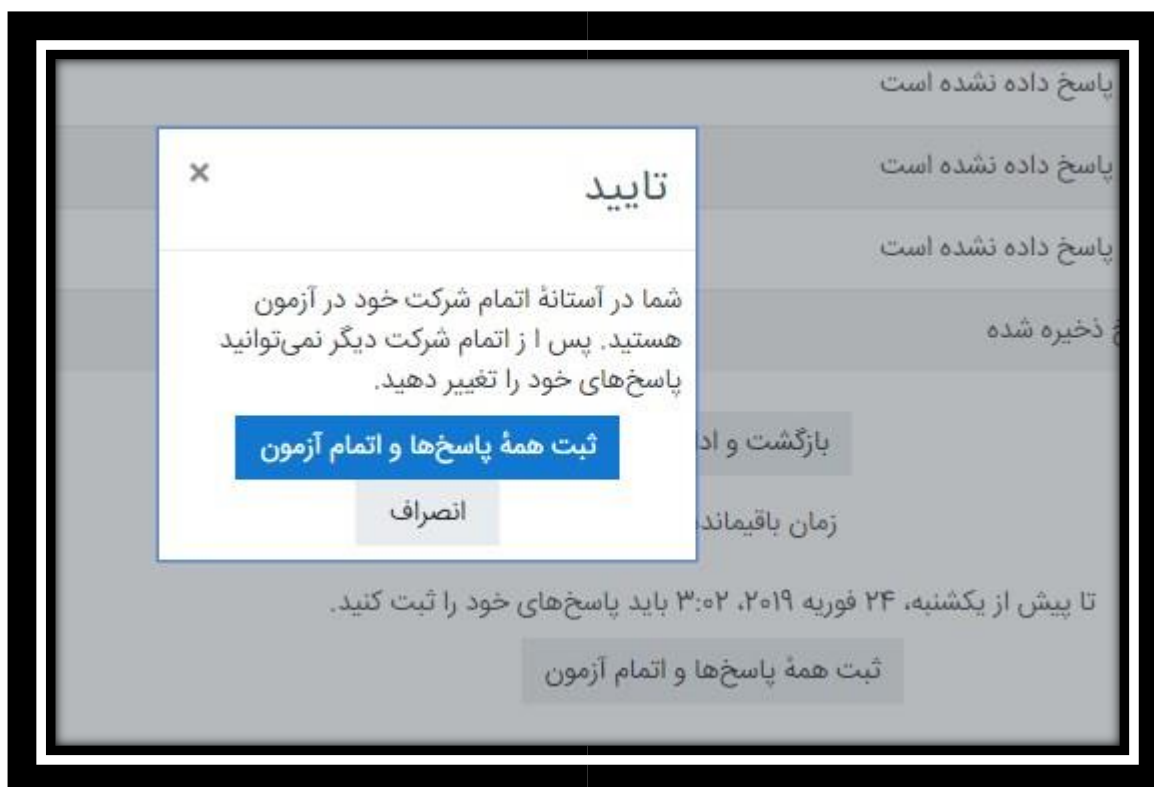 پاسخ داده نشده است
پاسخ داده نشده است
پاسخ داده نشده است
ذخیره شده
تایید
×
شما در آستانهٔ اتمام شرکت خود در آزمون
هستید. پس ا ز اتمام شرکت دیگر نمی‌توانید
پاسخ‌های خود را تغییر دهید.
ثبت همهٔ پاسخ‌ها و اتمام آزمون
انصراف
بازگشت و
زمان
تا پیش از یکشنبه، ۲۴ فوریه ۲۰۱۹، ۳:۰۲ باید پاسخ‌های خود را ثبت کنید.
ثبت همهٔ پاسخ‌ها و اتمام آزمون